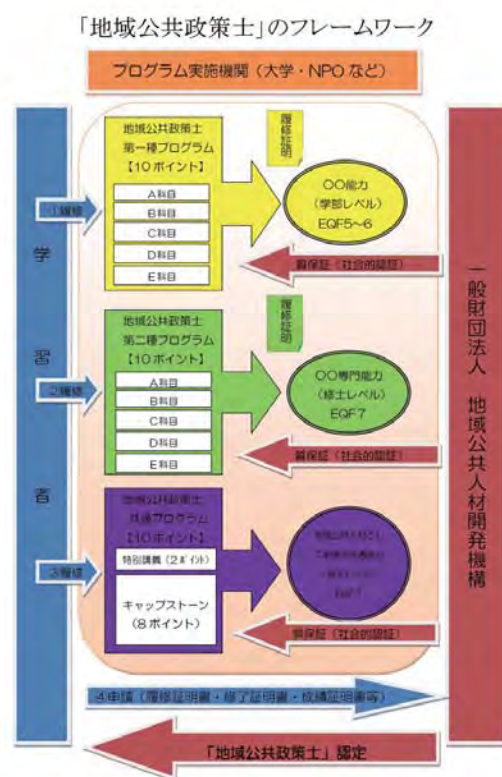 「地域公共政策士」のフレームワーク
プログラム実施機関（大学・NPOなど）
学習者
一般財団法人 地域公共人材開発機構
地域公共政策士
第一種プログラム
【10ポイント】
A科目
B科目
C科目
D科目
E科目
履修証明
〇〇能力
（学部レベル）
EQF5～6
1履修
質保証（社会的認証）
地域公共政策士
第二種プログラム
【10ポイント】
A科目
B科目
C科目
D科目
E科目
履修証明
〇〇専門能力
（修士レベル）
EQF7
2履修
質保証（社会的認証）
地域公共政策士
共通プログラム
【10ポイント】
特別講義（2ポイント）
キャップストーン
（8ポイント）
EQF7
3履修
質保証（社会的認証）
4申請（履修証明書・修了証明書・成績証明書等）
「地域公共政策士」認定